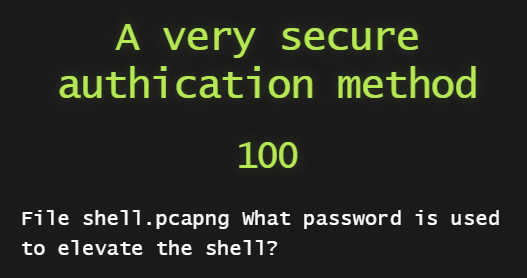 A very secure
authication method
100
File shell.pcapng What password is used
to elevate the shell?